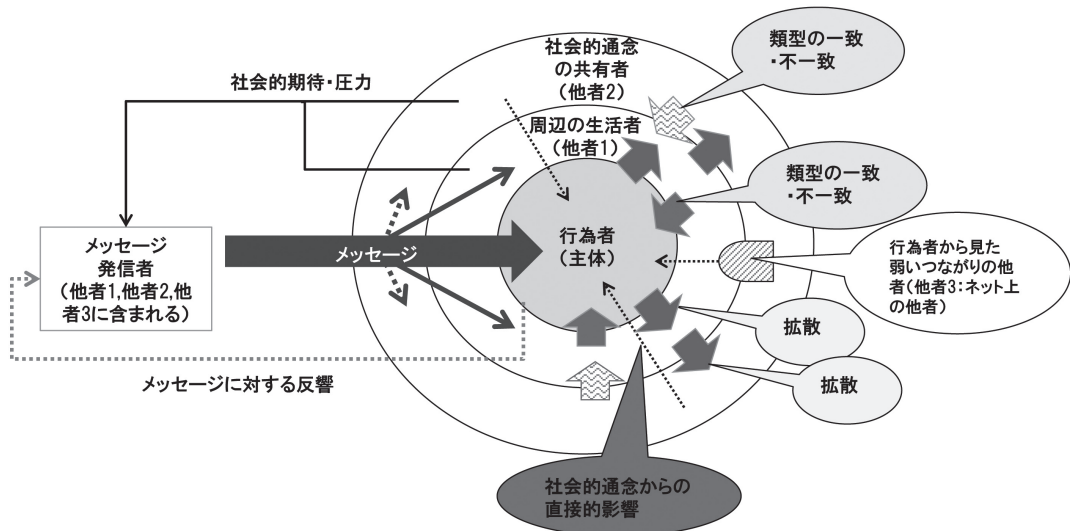 類型の一致
・不一致
社会的通念
の共有者
(他者2)
社会的期待・圧力
周辺の生活者
(他者1)
類型の一致
・不一致
メッセージ
発信者
(他者1,他者2,他
者3に含まれる)
メッセージ
行為者
(主体)
行為者から見た
弱いつながりの他
者(他者3：ネット上
の他者)
拡散
拡散
メッセージに対する反響
社会的通念からの
直接的影響